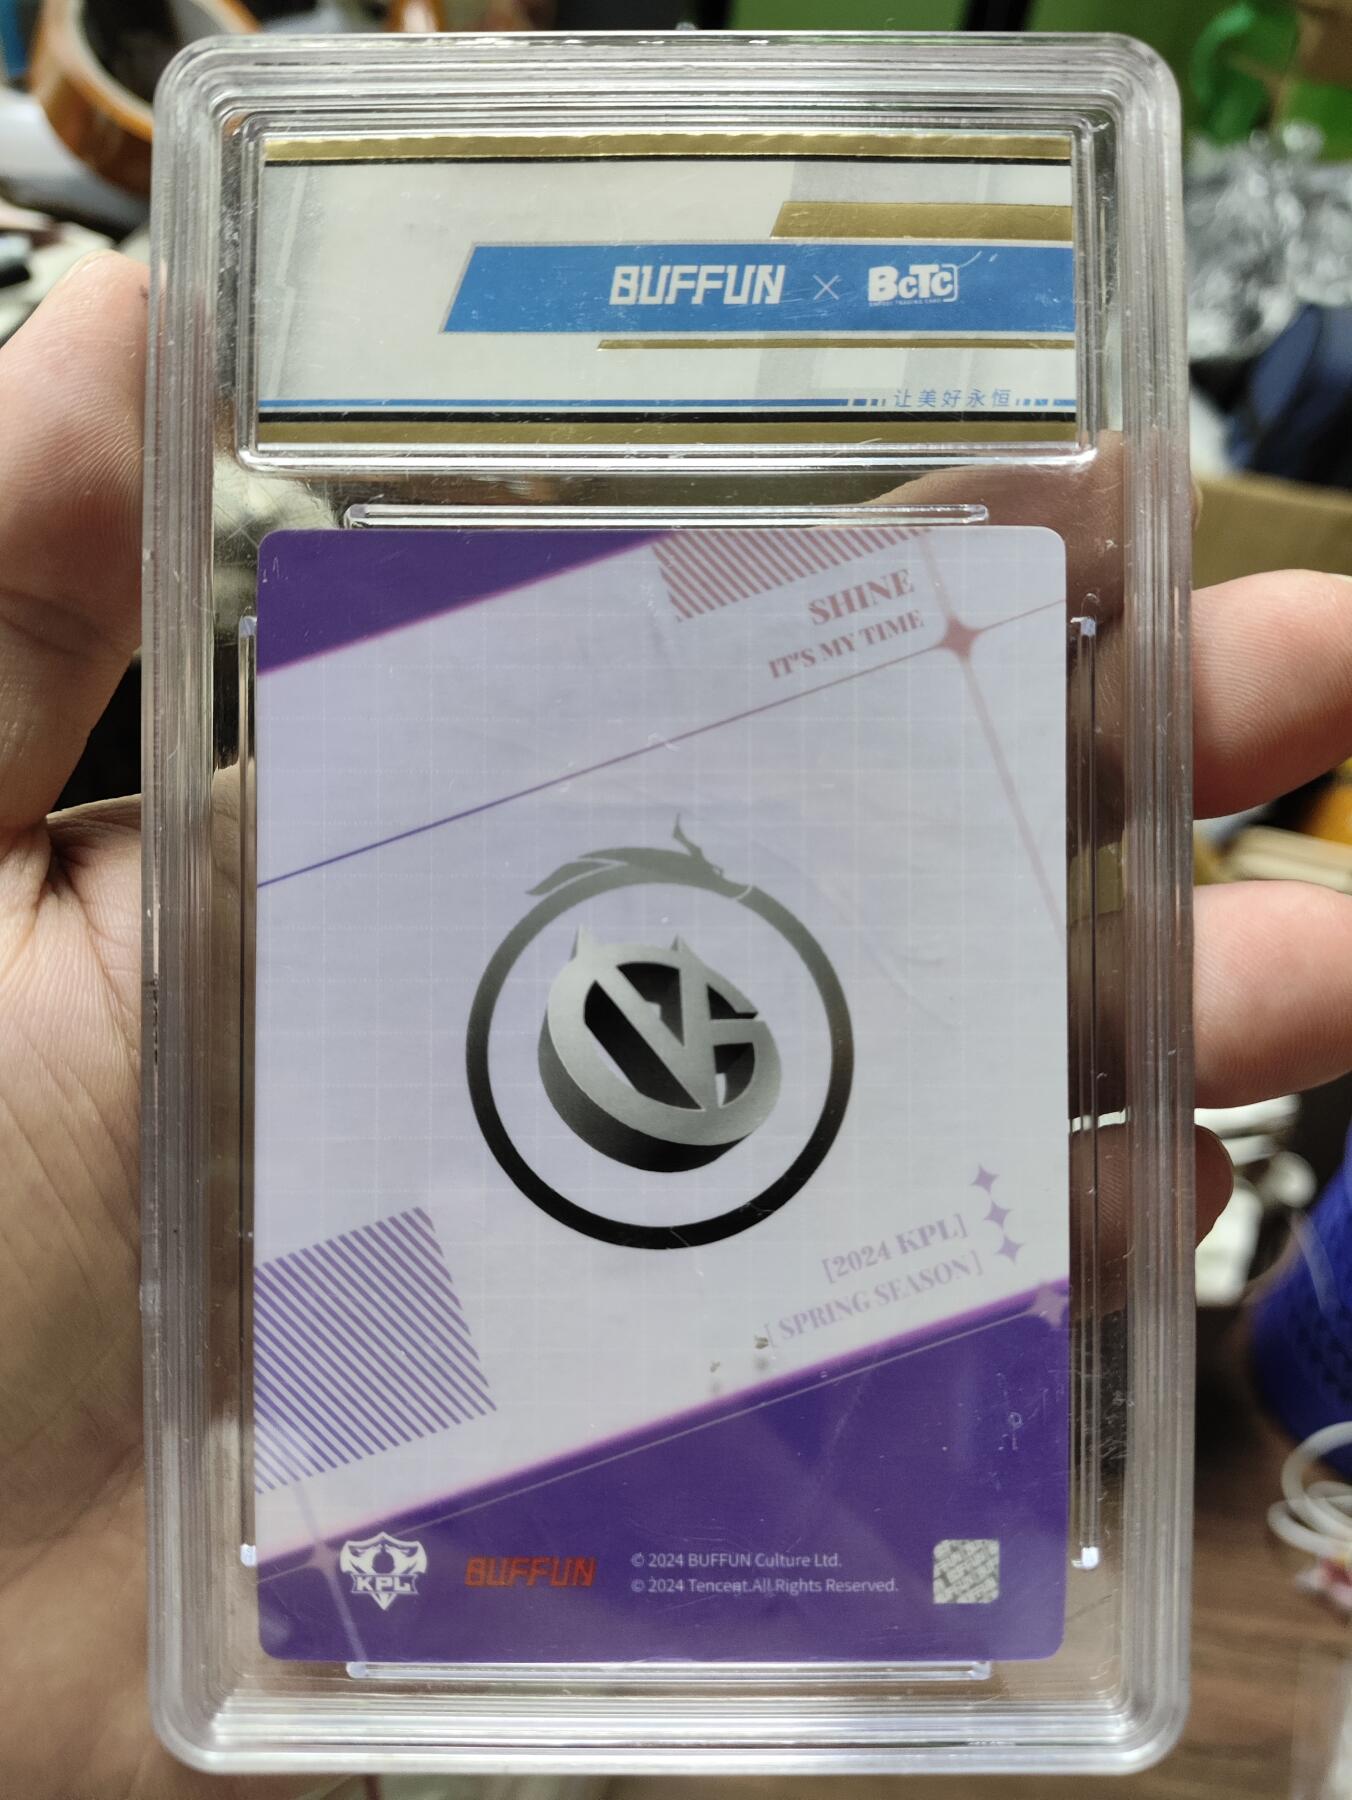 BUFFUN × BCTC
让美好永恒
SHINE
IT'S MY TIME
VG
[2024 KPL]
[SPRING SEASON]
KPL
BUFFUN
© 2024 BUFFUN Culture Ltd.
© 2024 Tencent.All Rights Reserved.